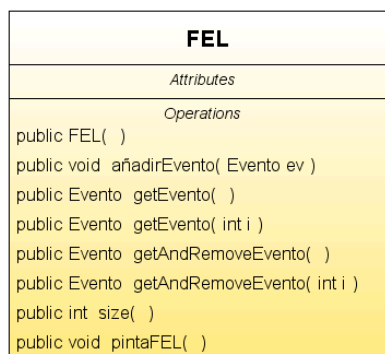 FEL
Attributes
Operations
public FEL( )
public void añadirEvento( Evento ev )
public Evento getEvento( )
public Evento getEvento( int i )
public Evento getAndRemoveEvento( )
public Evento getAndRemoveEvento( int i )
public int size( )
public void pintaFEL( )